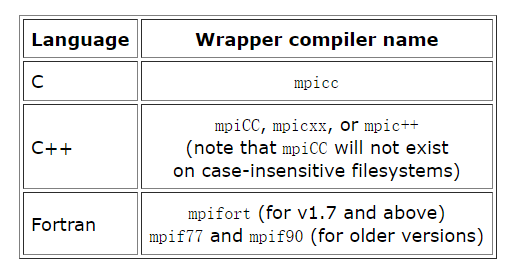 Language Wrapper compiler name
C mpicc
mpiCC, mpicxx, or mpic++
C++ (note that mpiCC will not exist
on case-insensitive filesystems)
mpifort (for v1.7 and above)
Fortran
mpif77 and mpif90 (for older versions)